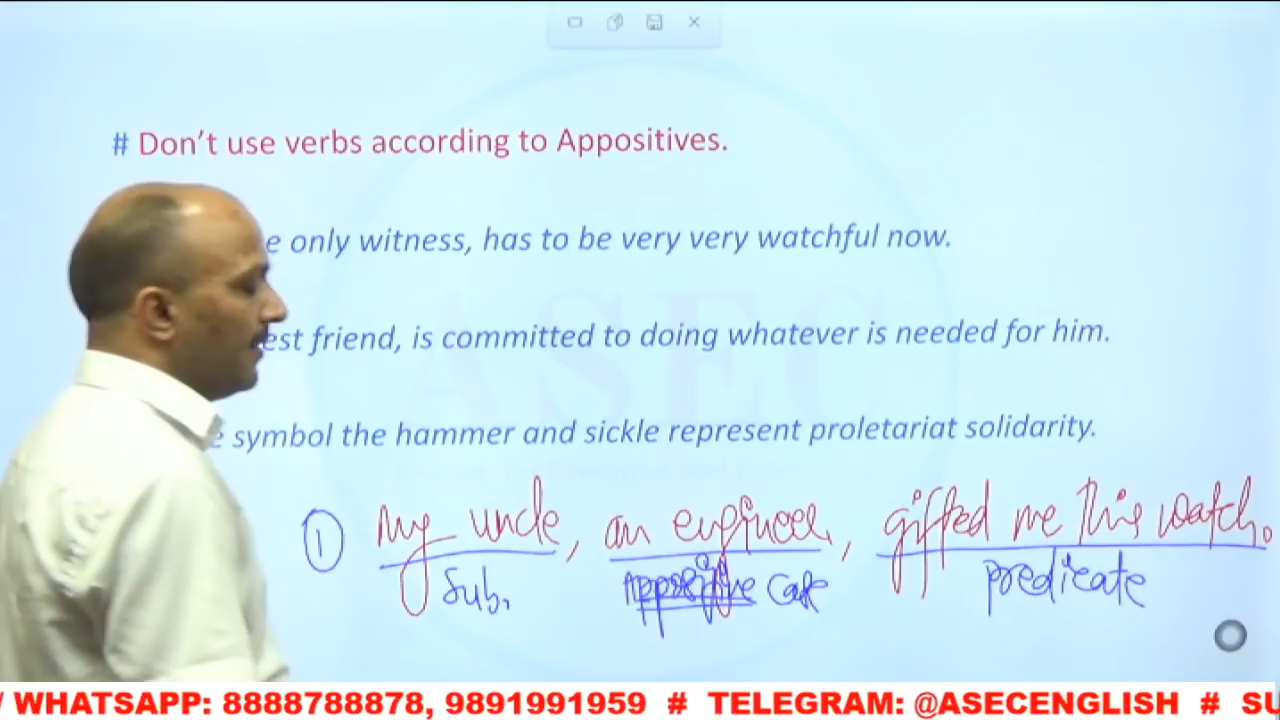 # Don't use verbs according to Appositives.
e only witness, has to be very very watchful now.
est friend, is committed to doing whatever is needed for him.
e symbol the hammer and sickle represent proletariat solidarity.
① My uncle, an engineer, gifted me this watch.
Sub. Appositive Case predicate
ASEC
/ WHATSAPP: 8888788878, 9891991959 # TELEGRAM: @ASECENGLISH # SU